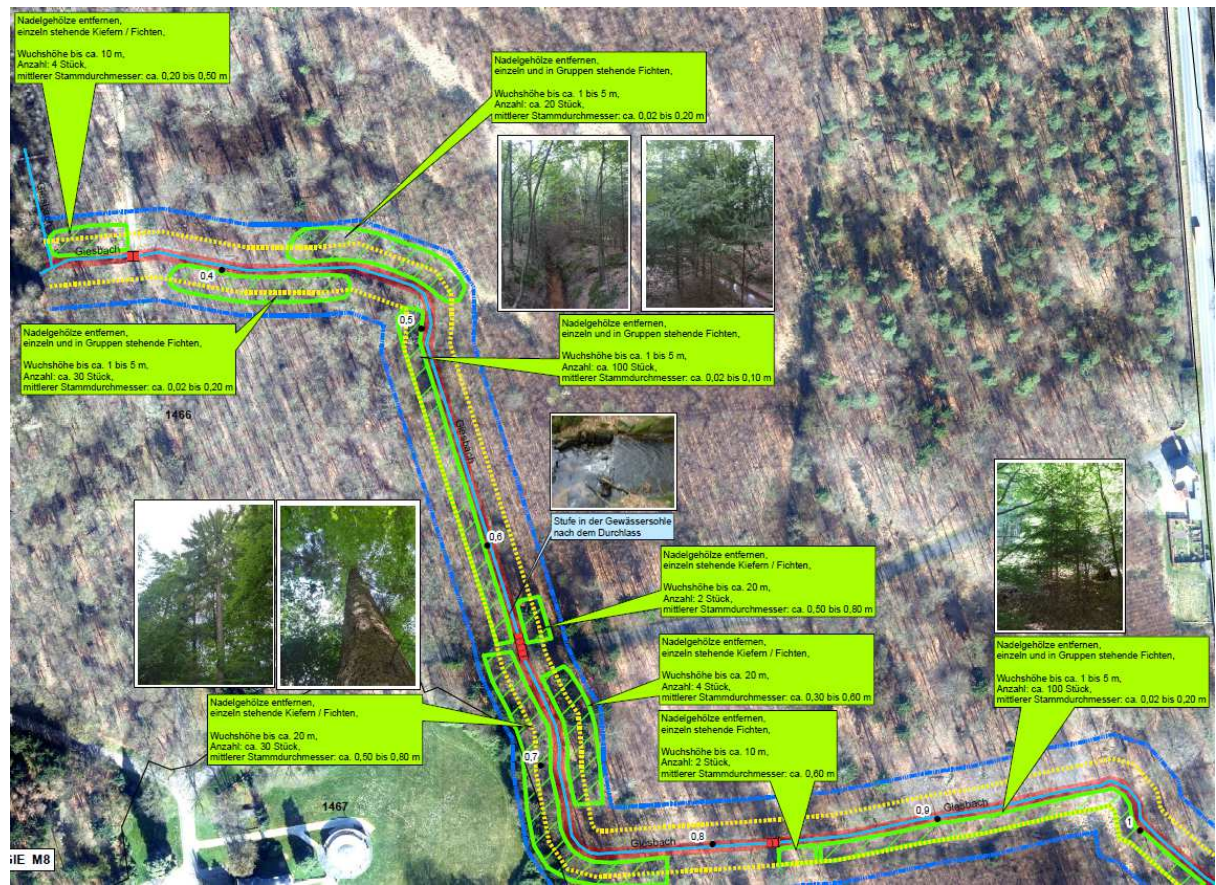 Nadelgehölze entfernen,
einzeln stehende Kiefern / Fichten,
Wuchshöhe bis ca. 10 m,
Anzahl: 4 Stück,
mittlerer Stammdurchmesser: ca. 0,20 bis 0,50 m
Nadelgehölze entfernen,
einzeln und in Gruppen stehende Fichten,
Wuchshöhe bis ca. 1 bis 5 m,
Anzahl: ca. 20 Stück,
mittlerer Stammdurchmesser: ca. 0,02 bis 0,20 m
Giesbach
0,4
0,5
Nadelgehölze entfernen,
einzeln und in Gruppen stehende Fichten,
Wuchshöhe bis ca. 1 bis 5 m,
Anzahl: ca. 30 Stück,
mittlerer Stammdurchmesser: ca. 0,02 bis 0,20 m
Nadelgehölze entfernen,
einzeln und in Gruppen stehende Fichten,
Wuchshöhe bis ca. 1 bis 5 m,
Anzahl: ca. 100 Stück,
mittlerer Stammdurchmesser: ca. 0,02 bis 0,10 m
1466
Giesbach
Stufe in der Gewässersohle
nach dem Durchlass
0,6
Nadelgehölze entfernen,
einzeln stehende Kiefern / Fichten,
Wuchshöhe bis ca. 20 m,
Anzahl: 2 Stück,
mittlerer Stammdurchmesser: ca. 0,50 bis 0,80 m
Nadelgehölze entfernen,
einzeln stehende Kiefern / Fichten,
Wuchshöhe bis ca. 20 m,
Anzahl: 4 Stück,
mittlerer Stammdurchmesser: ca. 0,30 bis 0,60 m
Nadelgehölze entfernen,
einzeln und in Gruppen stehende Fichten,
Wuchshöhe bis ca. 1 bis 5 m,
Anzahl: ca. 100 Stück,
mittlerer Stammdurchmesser: ca. 0,02 bis 0,20 m
Nadelgehölze entfernen,
einzeln stehende Kiefern / Fichten,
Wuchshöhe bis ca. 20 m,
Anzahl: ca. 30 Stück,
mittlerer Stammdurchmesser: ca. 0,50 bis 0,80 m
Nadelgehölze entfernen,
einzeln stehende Fichten,
Wuchshöhe bis ca. 10 m,
Anzahl: 2 Stück,
mittlerer Stammdurchmesser: ca. 0,60 m
0,7
1467
Giesbach
0,8
0,9
Giesbach
1
GIE M8